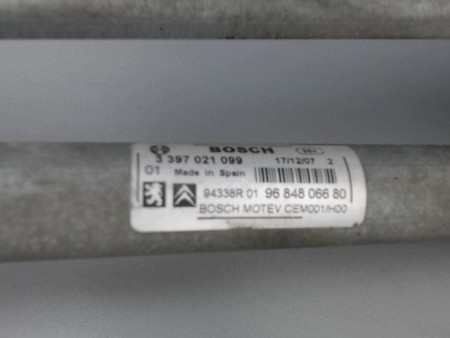 BOSCH
3 397 021 099 17/12/07 2
01 Made in Spain
94338R 01 96 848 066 80
BOSCH MOTEV CEM001/H00